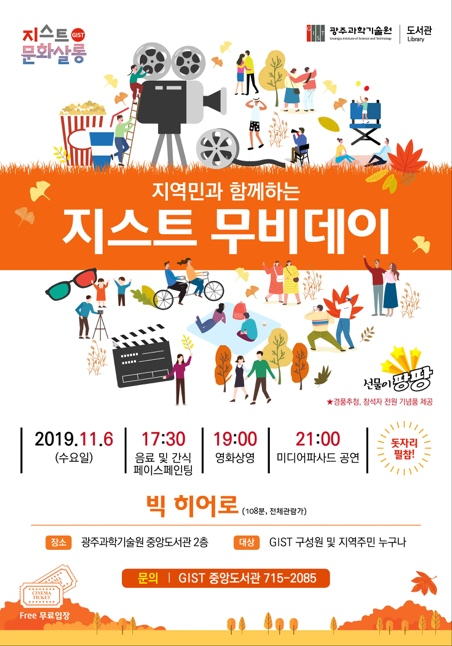 지스트 GIST
문화살롱
광주과학기술원 도서관
Gwangju Institute of Science and Technology Library
지역민과 함께하는
지스트 무비데이
선물이 팡팡
★경품추첨, 참석자 전원 기념품 제공
2019.11.6
(수요일)
17:30
음료 및 간식
페이스페인팅
19:00
영화상영
21:00
미디어파사드 공연
돗자리
필참!
빅 히어로 (108분, 전체관람가)
장소 광주과학기술원 중앙도서관 2층 대상 GIST 구성원 및 지역주민 누구나
문의 | GIST 중앙도서관 715-2085
CINEMA
TICKET
Free 무료입장